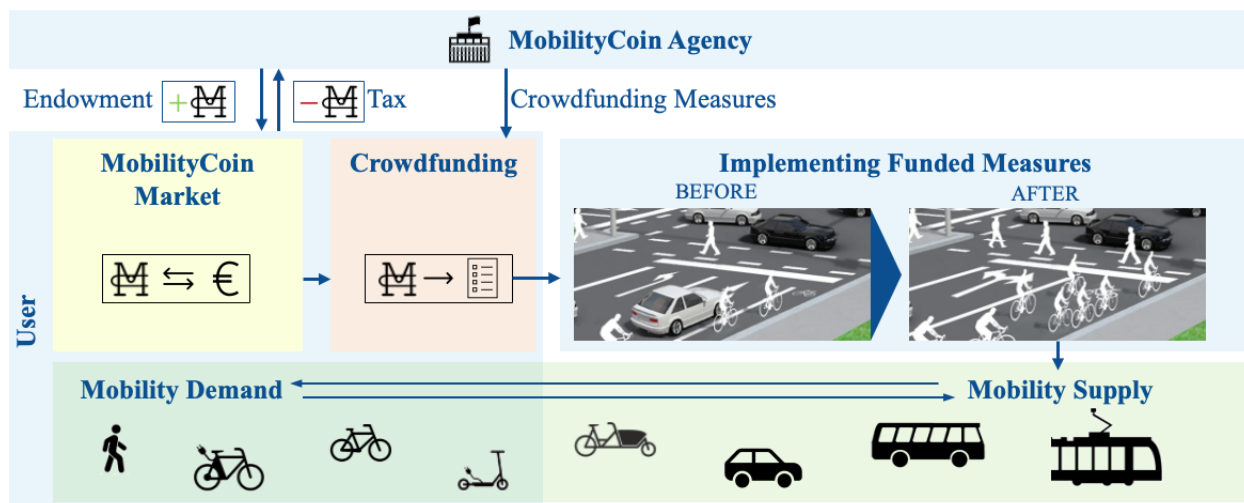 MobilityCoin Agency
Endowment
+
−
Tax
Crowdfunding Measures
User
MobilityCoin
Market
Crowdfunding
Implementing Funded Measures
BEFORE
AFTER
€
Mobility Demand
Mobility Supply